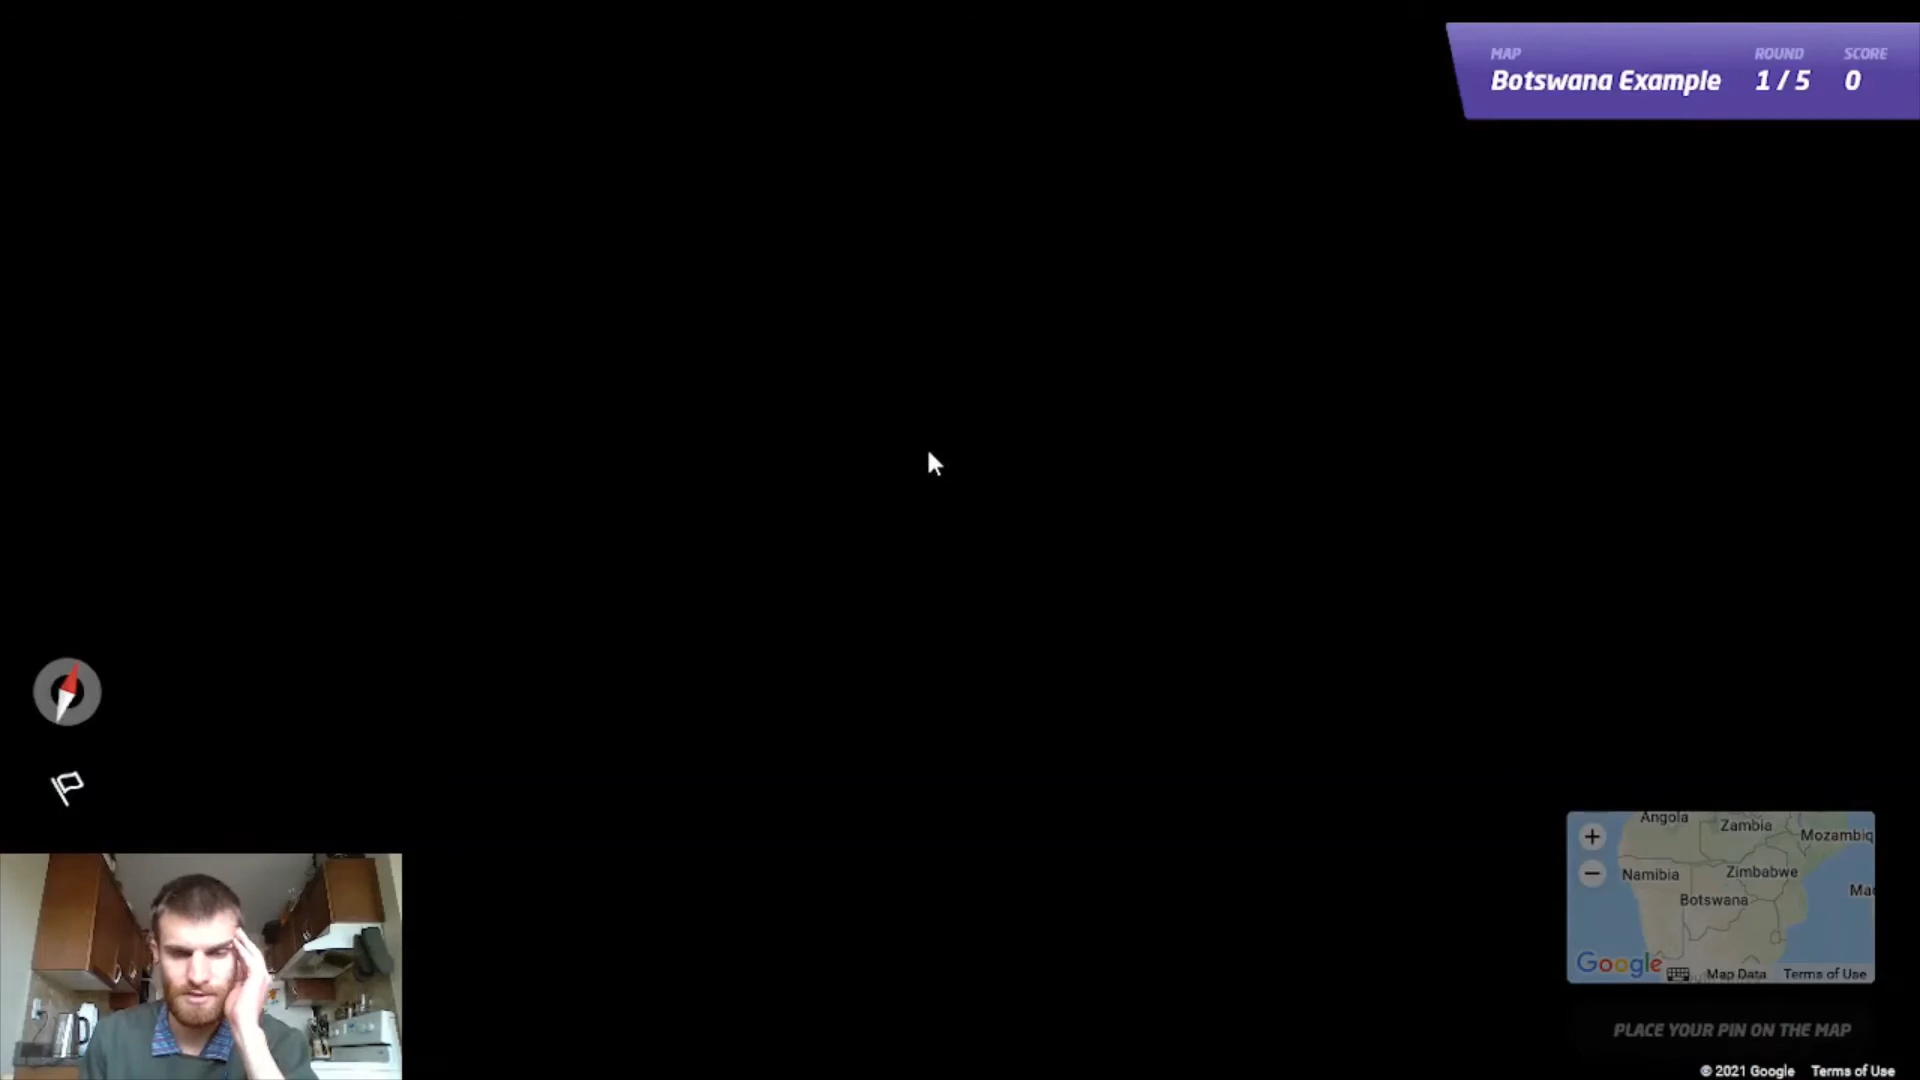 MAP
Botswana Example
ROUND
1 / 5
SCORE
0
Angola
Zambia
Mozambiq
Namibia
Zimbabwe
Botswana
Ma
Google
Map Data
Terms of Use
PLACE YOUR PIN ON THE MAP
© 2021 Google
Terms of Use